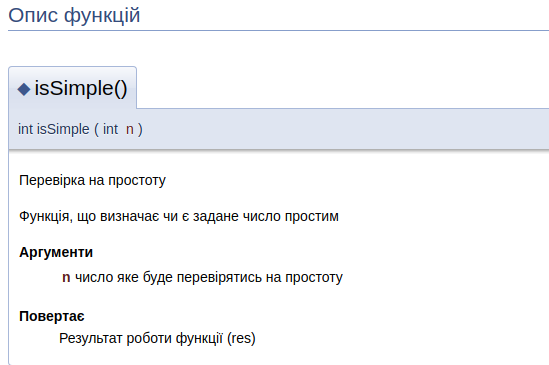 Опис функцій
◆ isSimple()
int isSimple ( int n )
Перевірка на простоту
Функція, що визначає чи є задане число простим
Аргументи
n число яке буде перевірятись на простоту
Повертає
Результат роботи функції (res)